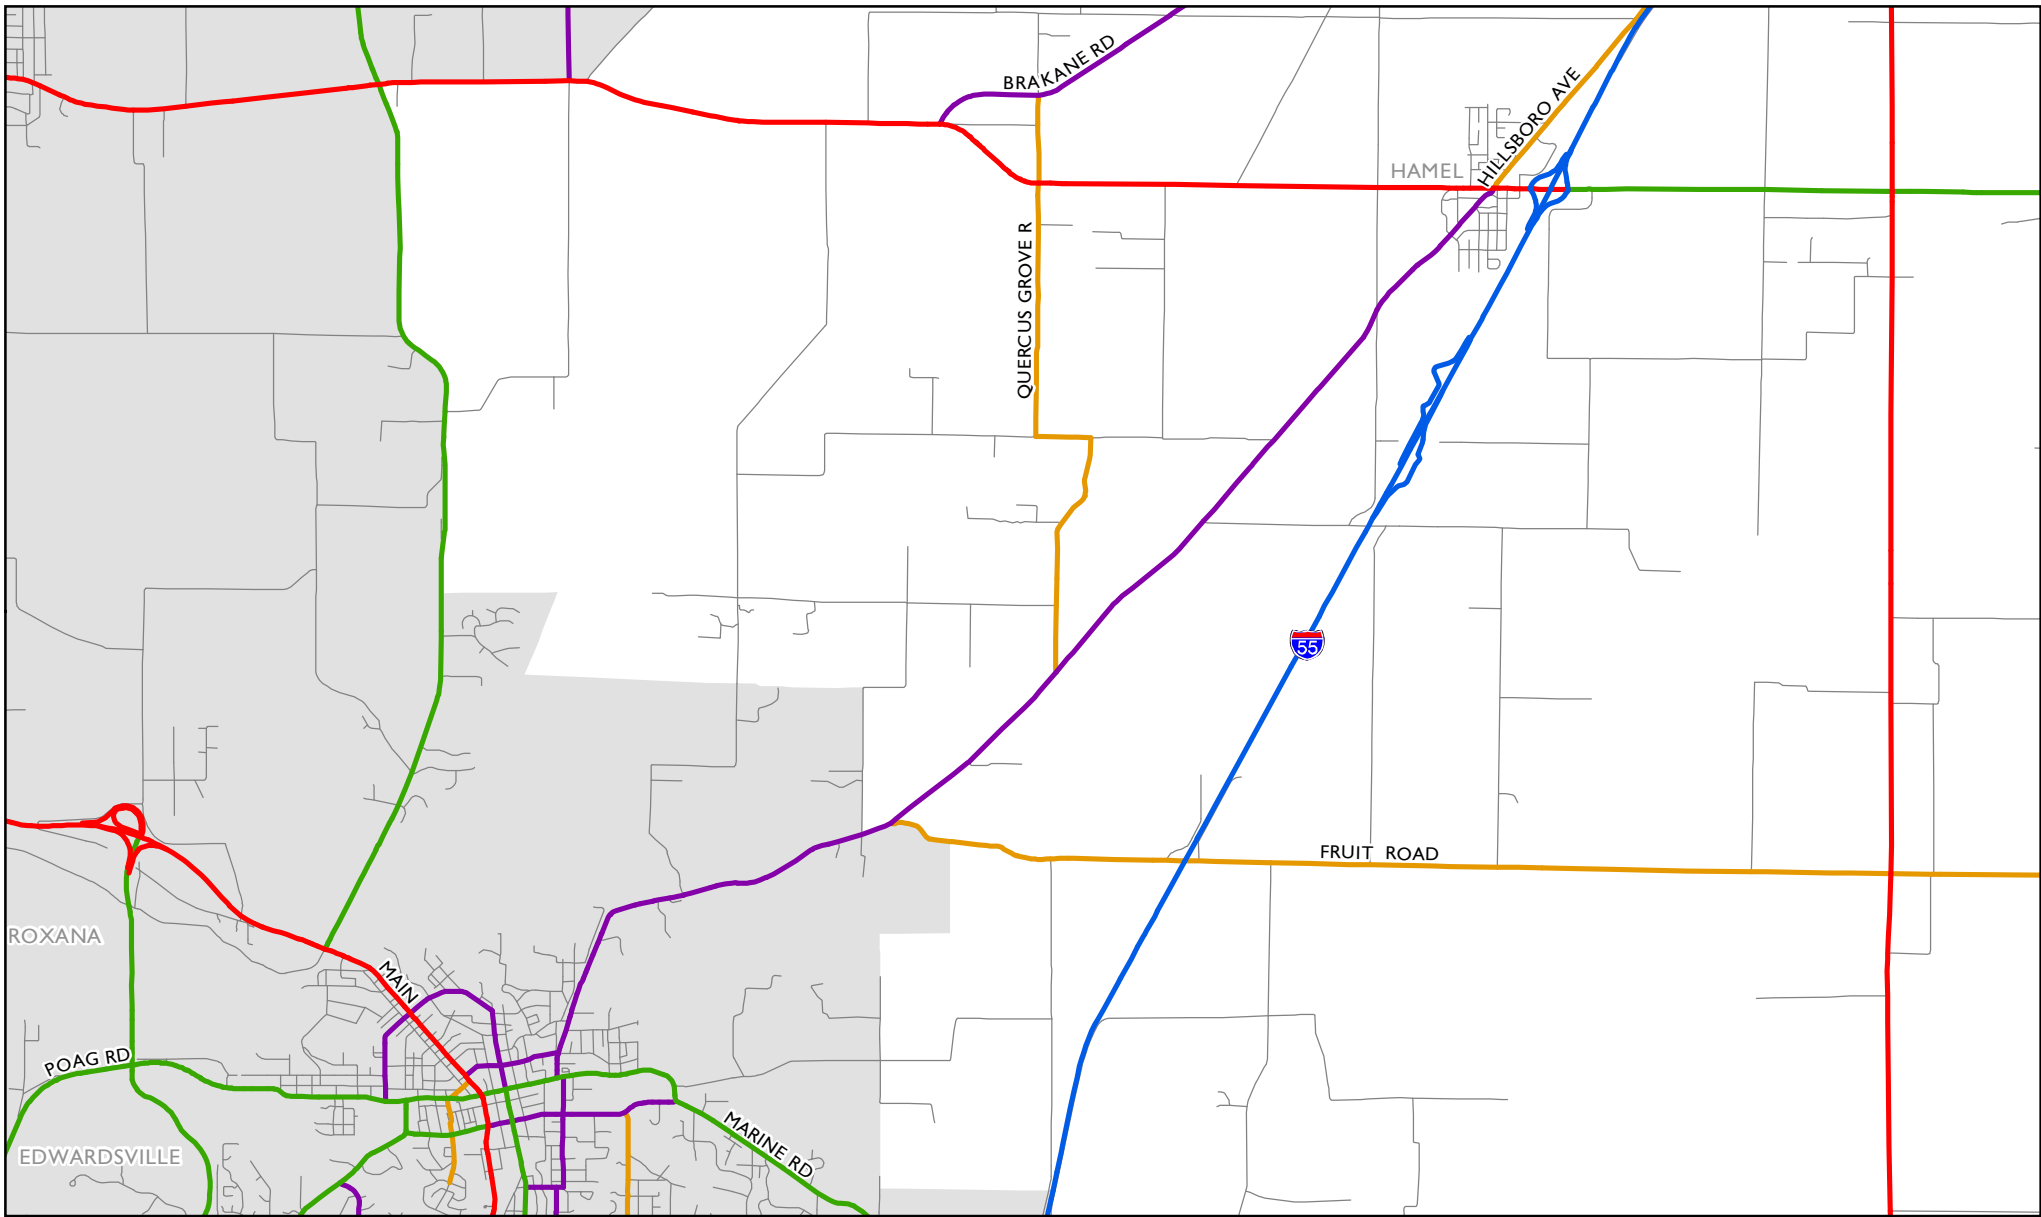 BRAKANE RD
HILLSBORO AVE
HAMEL
QUERCUS GROVE R
55
FRUIT ROAD
ROXANA
MAIN
POAG RD
MARINE RD
EDWARDSVILLE